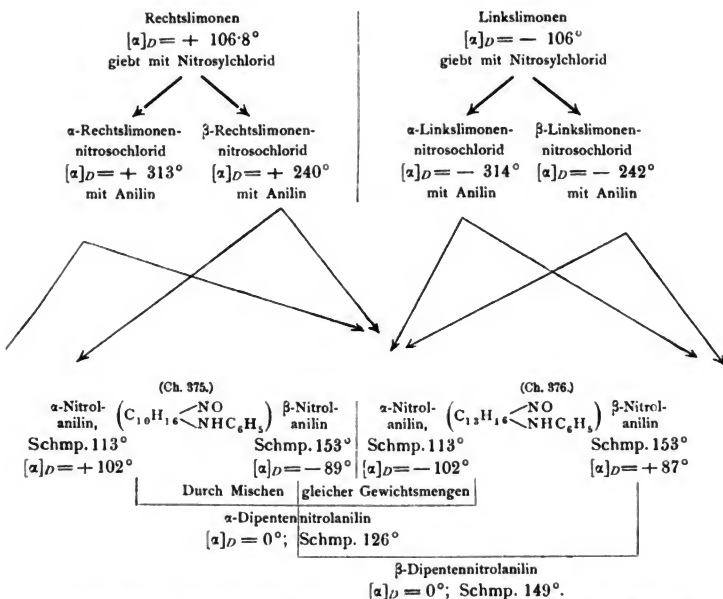 Rechtslimonen
[α]D = + 106·8°
giebt mit Nitrosylchlorid
Linkslimonen
[α]D = — 106°
giebt mit Nitrosylchlorid
α-Rechtslimonen-
nitrosochlorid
[α]D = + 313°
mit Anilin
β-Rechtslimonen-
nitrosochlorid
[α]D = + 240°
mit Anilin
α-Linkslimonen-
nitrosochlorid
[α]D = — 314°
mit Anilin
β-Linkslimonen-
nitrosochlorid
[α]D = — 242°
mit Anilin
(Ch. 375.)
α-Nitrol-
anilin,
Schmp. 113°
[α]D = + 102°
(C10H16<NO
NHC6H5)
β-Nitrol-
anilin
Schmp. 153°
[α]D = — 89°
(Ch. 376.)
α-Nitrol-
anilin,
Schmp. 113°
[α]D = — 102°
(C13H16<NO
NHC6H5)
β-Nitrol-
anilin
Schmp. 153°
[α]D = + 87°
Durch Mischen gleicher Gewichtsmengen
α-Dipentennitrolanilin
[α]D = 0°; Schmp. 126°
β-Dipentennitrolanilin
[α]D = 0°; Schmp. 149°.